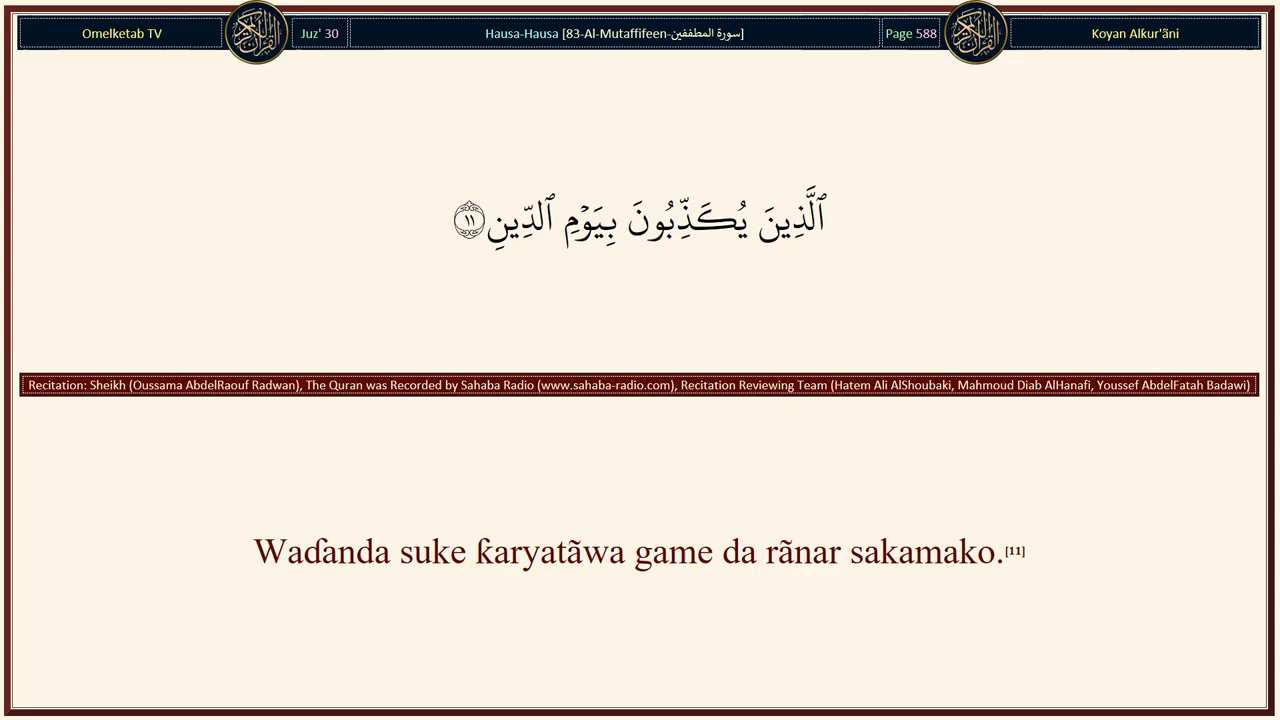 Omelketab TV
Juz' 30
Hausa-Hausa [83-Al-Mutaffifeen-سورة المطففين]
Page 588
Koyan Alƙur'ãni
ٱلَّذِينَ يُكَذِّبُونَ بِيَوۡمِ ٱلدِّينِ ١١
Recitation: Sheikh (Oussama AbdelRaouf Radwan), The Quran was Recorded by Sahaba Radio (www.sahaba-radio.com), Recitation Reviewing Team (Hatem Ali AlShoubaki, Mahmoud Diab AlHanafi, Youssef AbdelFatah Badawi)
Waɗanda suke ƙaryatãwa game da rãnar sakamako.[11]